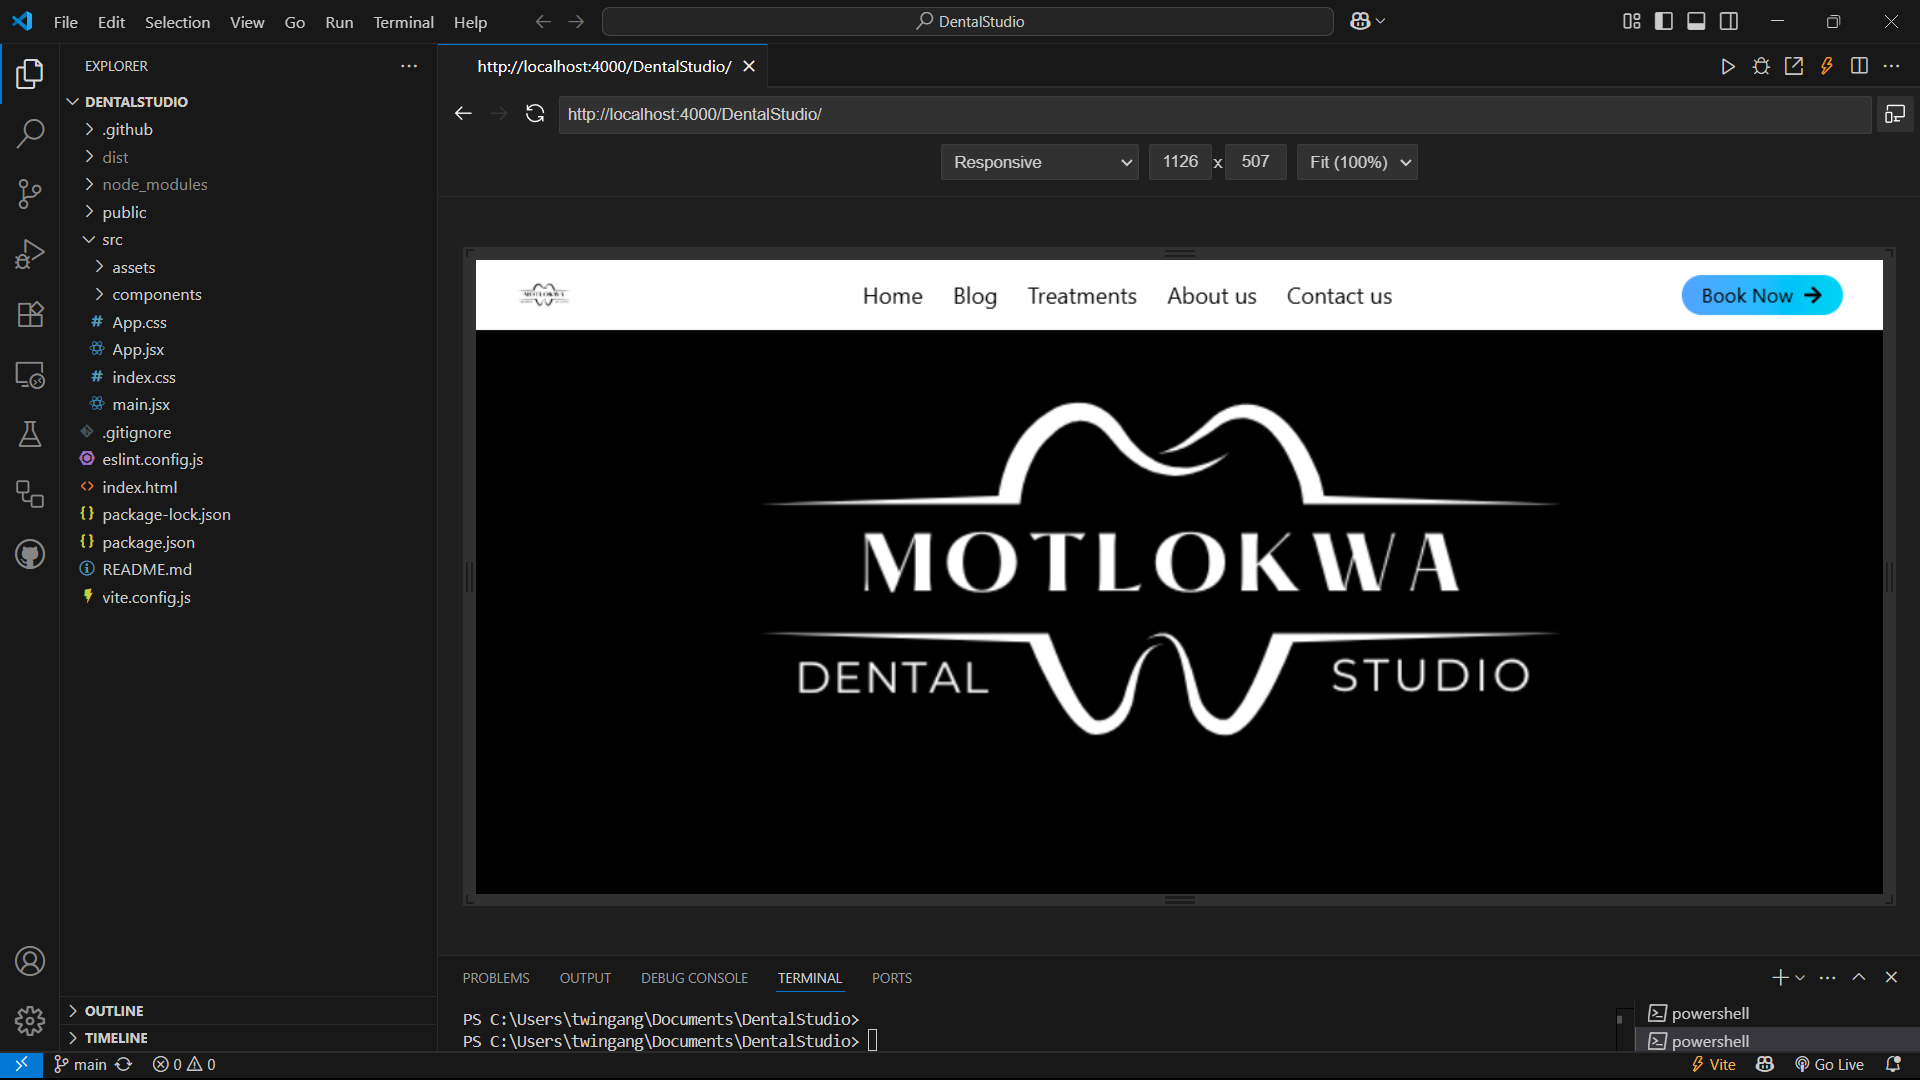 File Edit Selection View Go Run Terminal Help
DentalStudio
EXPLORER
DENTALSTUDIO
.github
dist
node_modules
public
src
assets
components
App.css
App.jsx
index.css
main.jsx
.gitignore
eslint.config.js
index.html
package-lock.json
package.json
README.md
vite.config.js
OUTLINE
TIMELINE
http://localhost:4000/DentalStudio/
http://localhost:4000/DentalStudio/
Responsive 1126 x 507 Fit (100%)
MOTLOKWA
Home Blog Treatments About us Contact us Book Now
MOTLOKWA
DENTAL STUDIO
PROBLEMS OUTPUT DEBUG CONSOLE TERMINAL PORTS
PS C:\Users\twingang\Documents\DentalStudio>
PS C:\Users\twingang\Documents\DentalStudio>
powershell
powershell
main 0 0 Vite Go Live